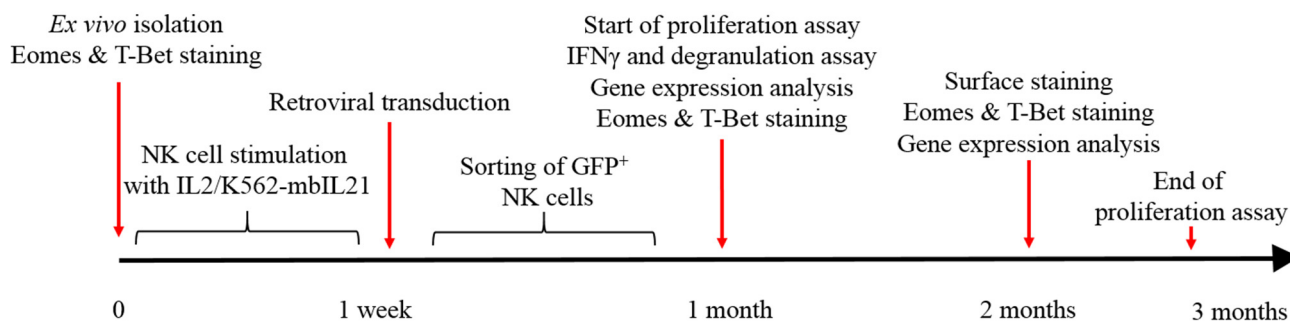 Ex vivo isolation
Eomes & T-Bet staining
NK cell stimulation
with IL2/K562-mbIL21
Retroviral transduction
Sorting of GFP⁺
NK cells
Start of proliferation assay
IFNγ and degranulation assay
Gene expression analysis
Eomes & T-Bet staining
Surface staining
Eomes & T-Bet staining
Gene expression analysis
End of
proliferation assay
0
1 week
1 month
2 months
3 months